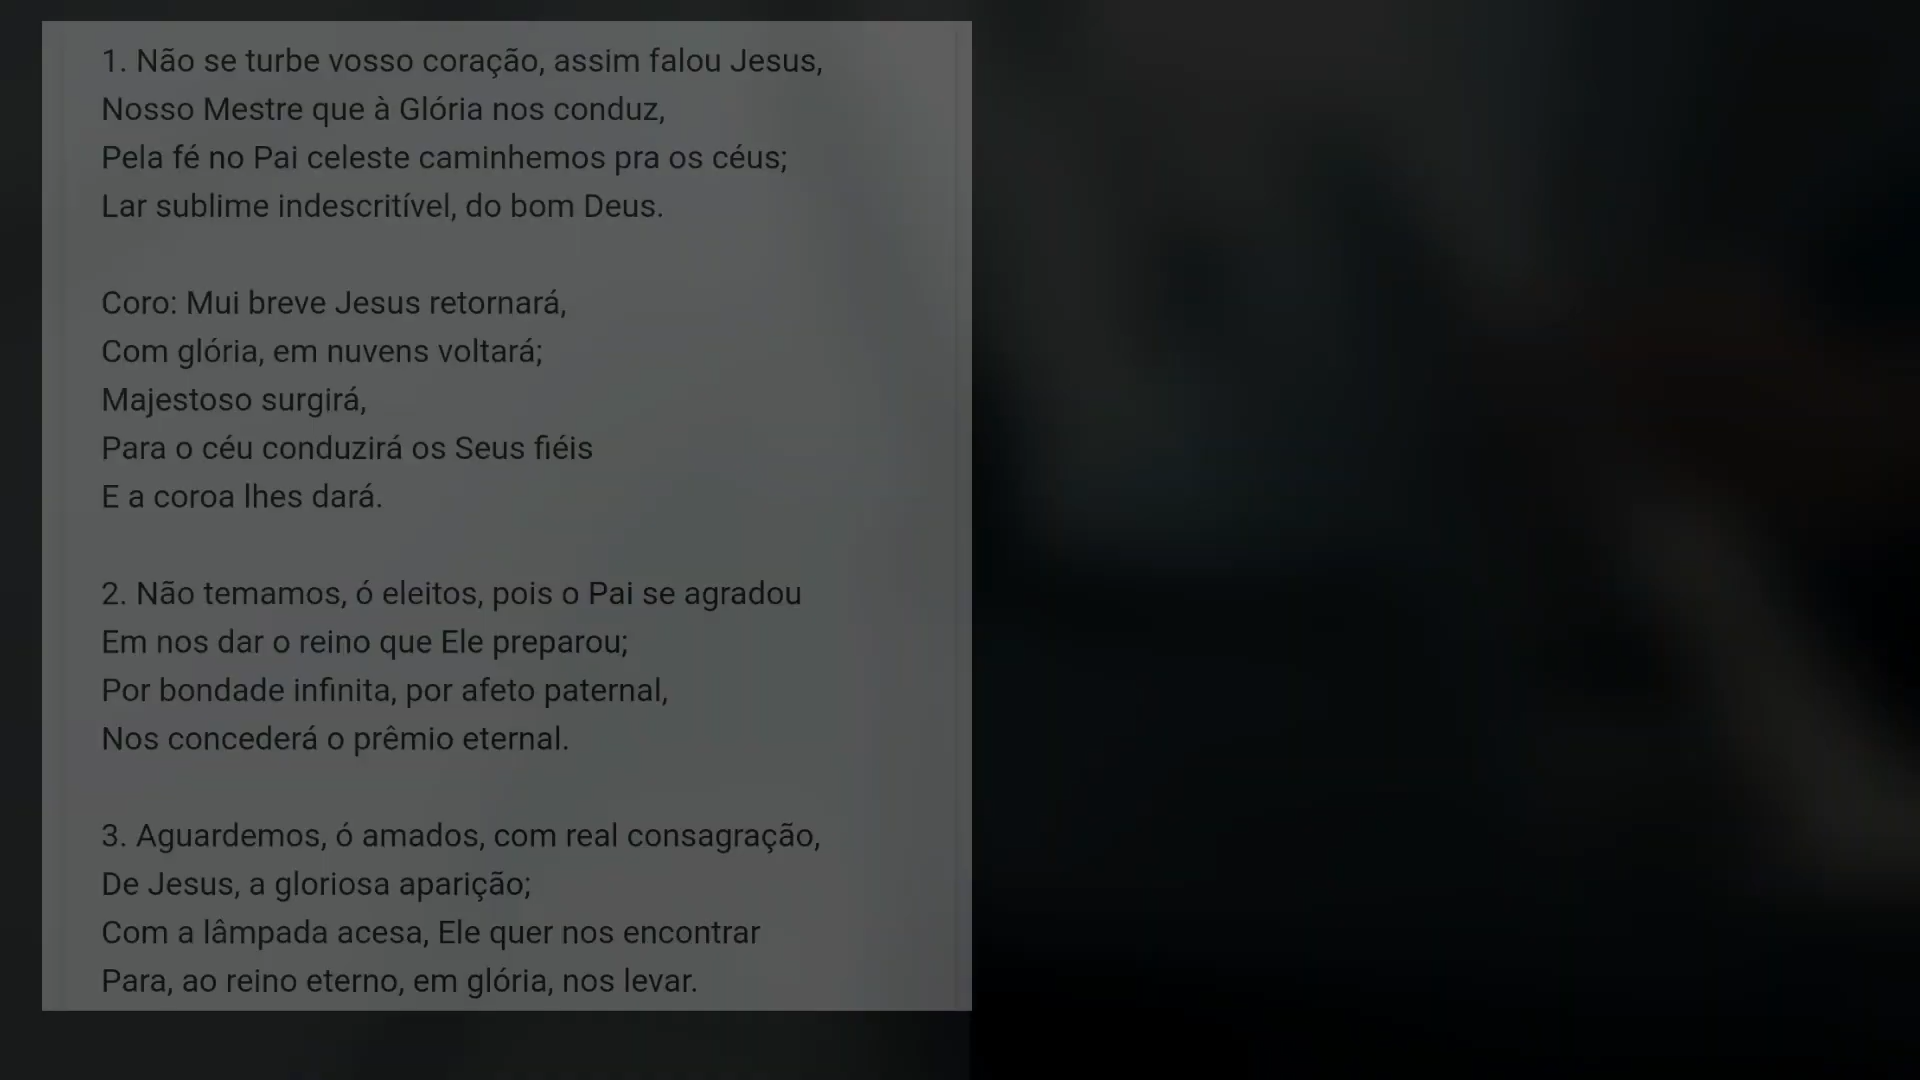 1. Não se turbe vosso coração, assim falou Jesus,
Nosso Mestre que à Glória nos conduz,
Pela fé no Pai celeste caminhemos pra os céus;
Lar sublime indescritível, do bom Deus.
Coro: Mui breve Jesus retornará,
Com glória, em nuvens voltará;
Majestoso surgirá,
Para o céu conduzirá os Seus fiéis
E a coroa lhes dará.
2. Não temamos, ó eleitos, pois o Pai se agradou
Em nos dar o reino que Ele preparou;
Por bondade infinita, por afeto paternal,
Nos concederá o prêmio eternal.
3. Aguardemos, ó amados, com real consagração,
De Jesus, a gloriosa aparição;
Com a lâmpada acesa, Ele quer nos encontrar
Para, ao reino eterno, em glória, nos levar.